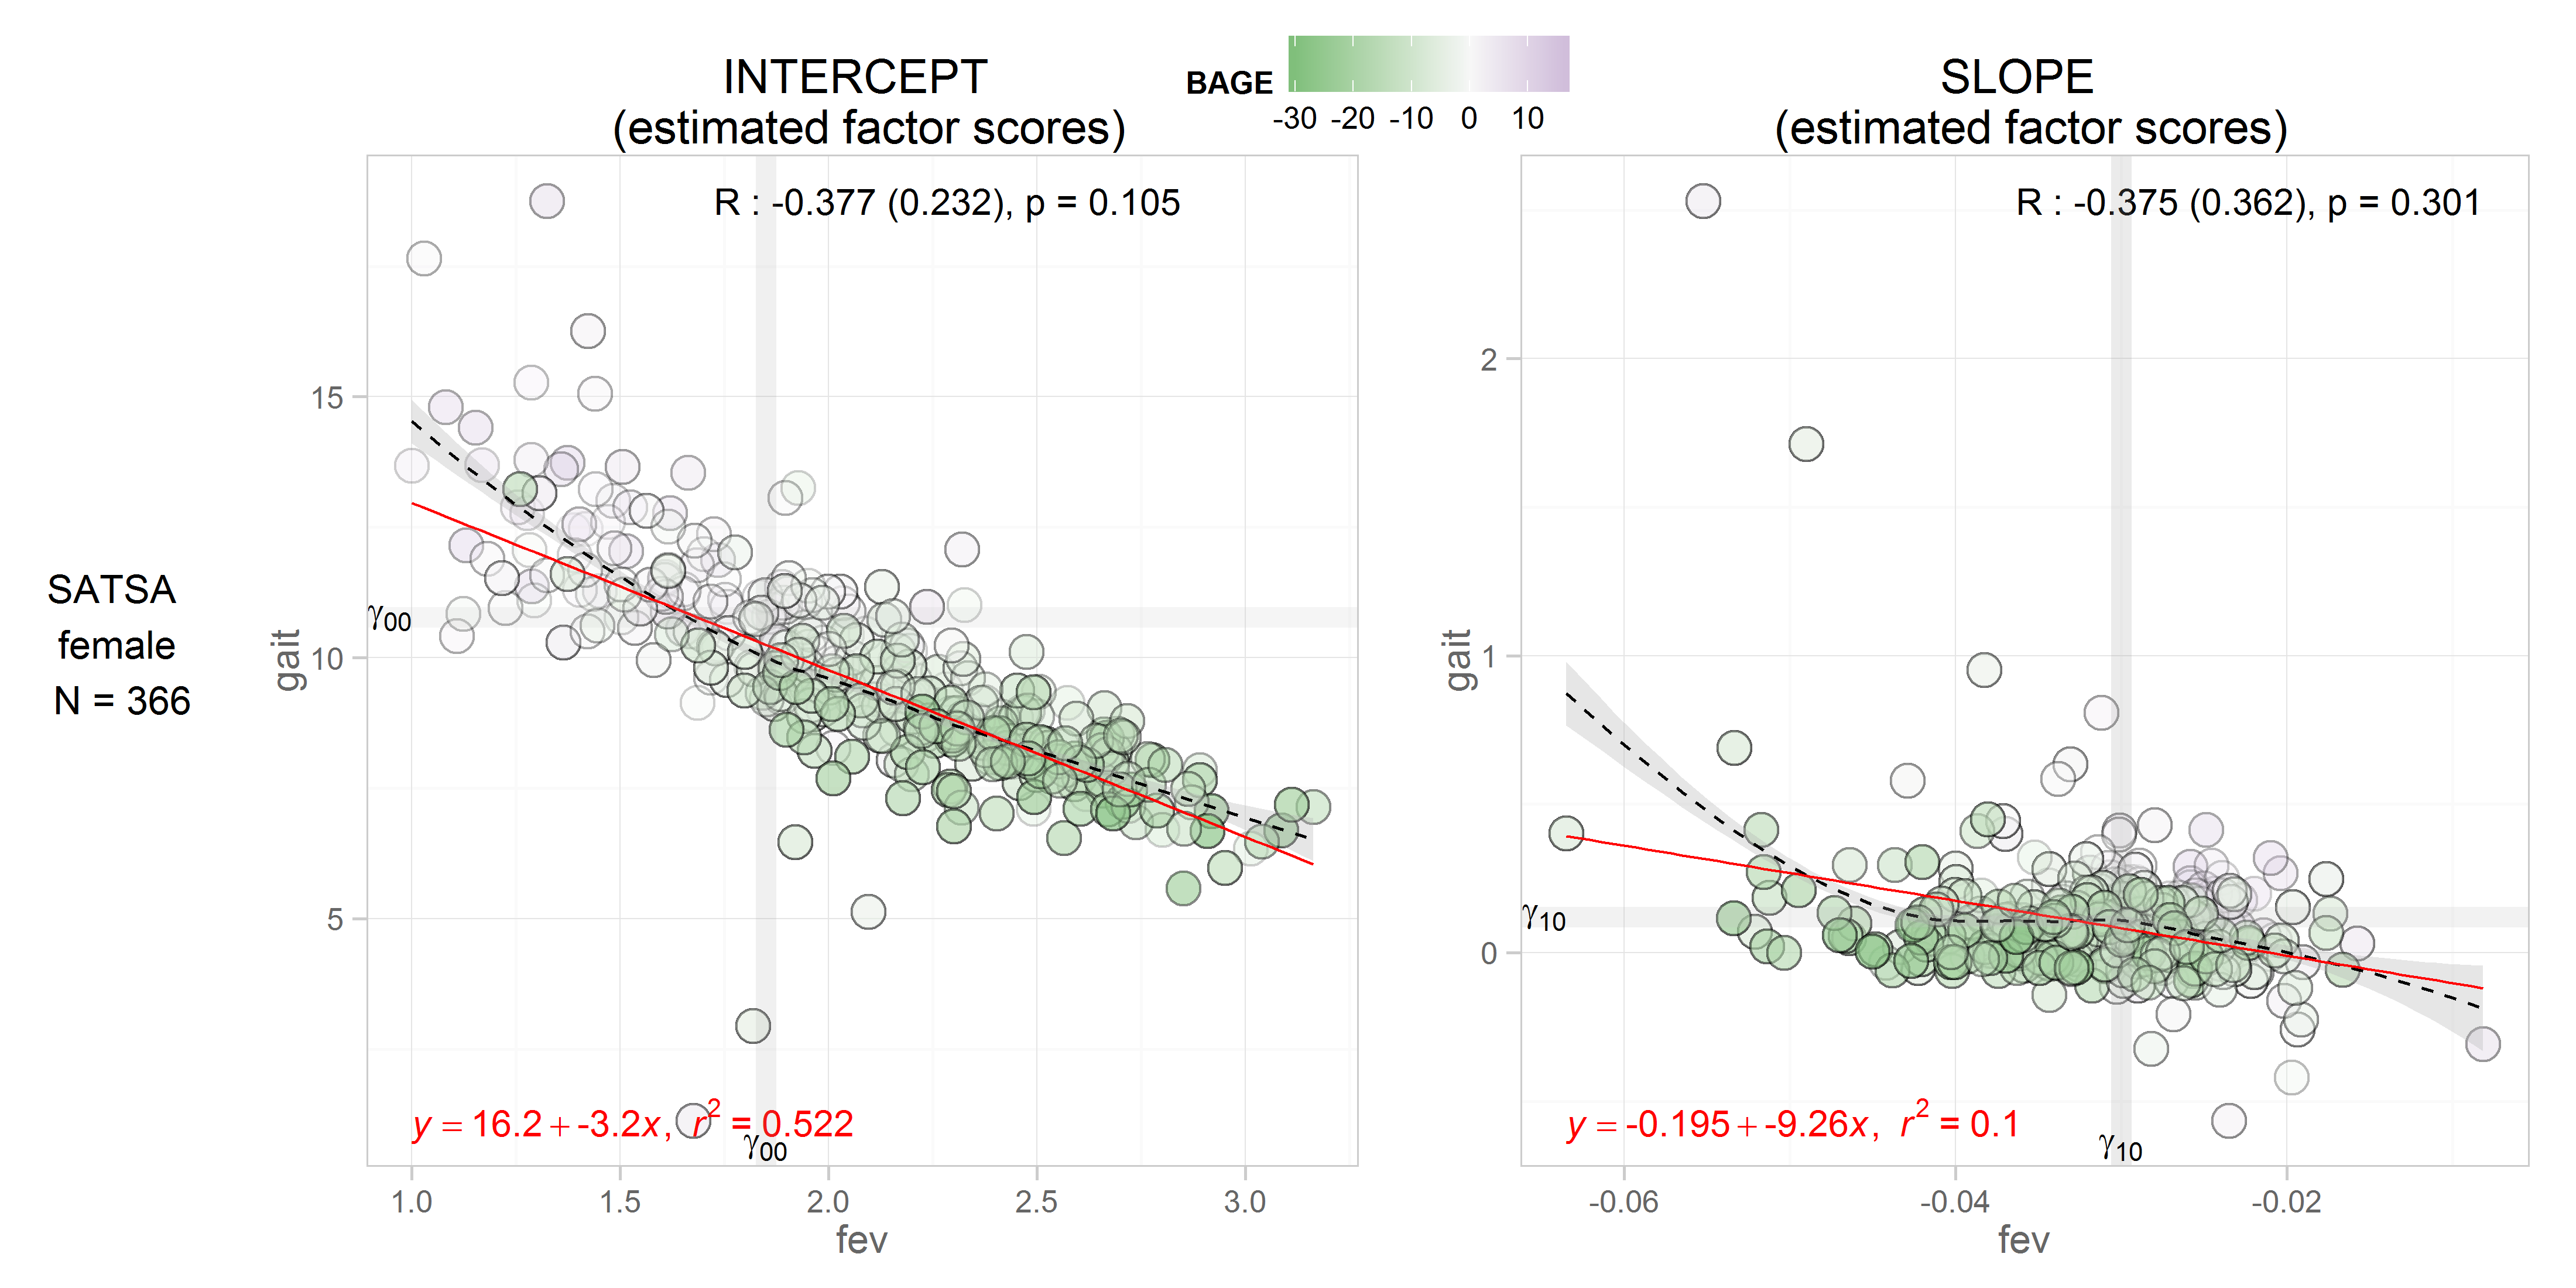 INTERCEPT
(estimated factor scores)
BAGE
-30 -20 -10 0 10
SLOPE
(estimated factor scores)
SATSA
female
N = 366
R : -0.377 (0.232), p = 0.105
15
10
5
gait
γ00
y = 16.2 + -3.2x, r² = 0.522
γ00
1.0 1.5 2.0 2.5 3.0
fev
R : -0.375 (0.362), p = 0.301
2
1
0
gait
γ10
y = -0.195 + -9.26x, r² = 0.1
γ10
-0.06 -0.04 -0.02
fev